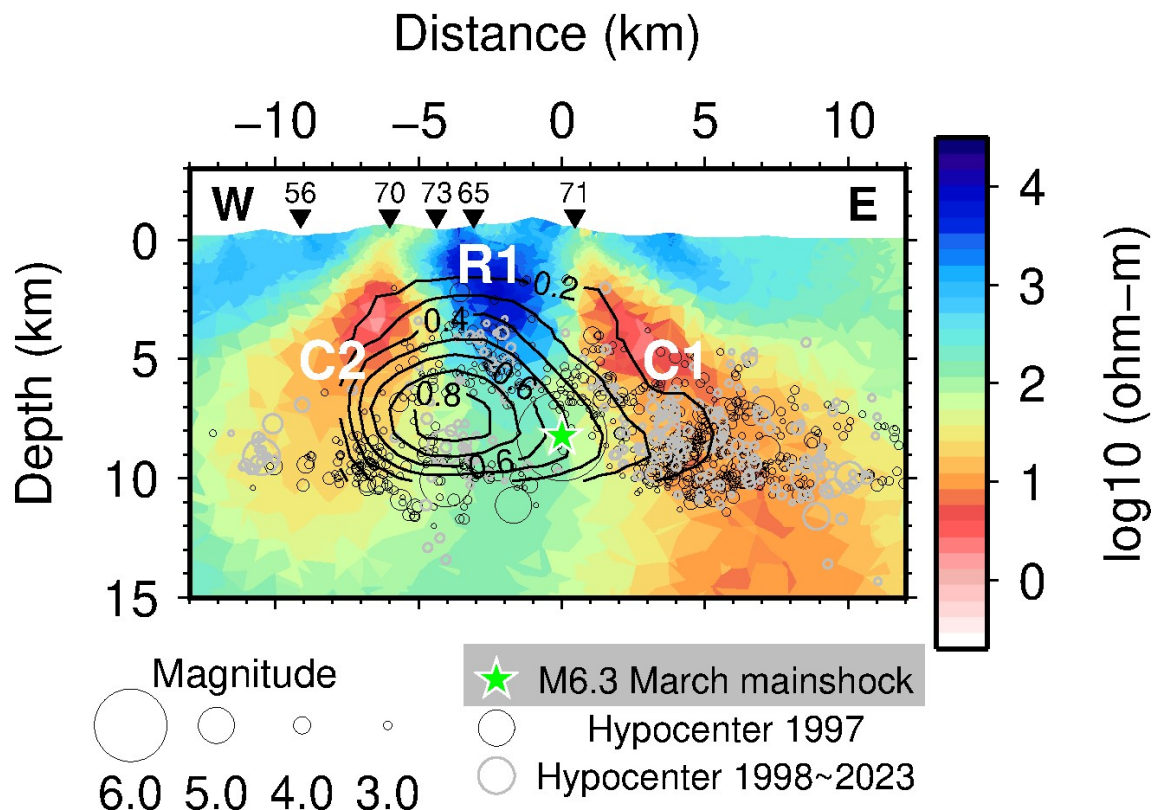 Distance (km)
−10 −5 0 5 10
56 70 73 65 71
W E
Depth (km)
0
5
10
15
R1
C2
C1
0.2
0.4
0.6
0.8
0.6
4
3
2
1
0
log10 (ohm−m)
Magnitude
6.0 5.0 4.0 3.0
M6.3 March mainshock
Hypocenter 1997
Hypocenter 1998~2023